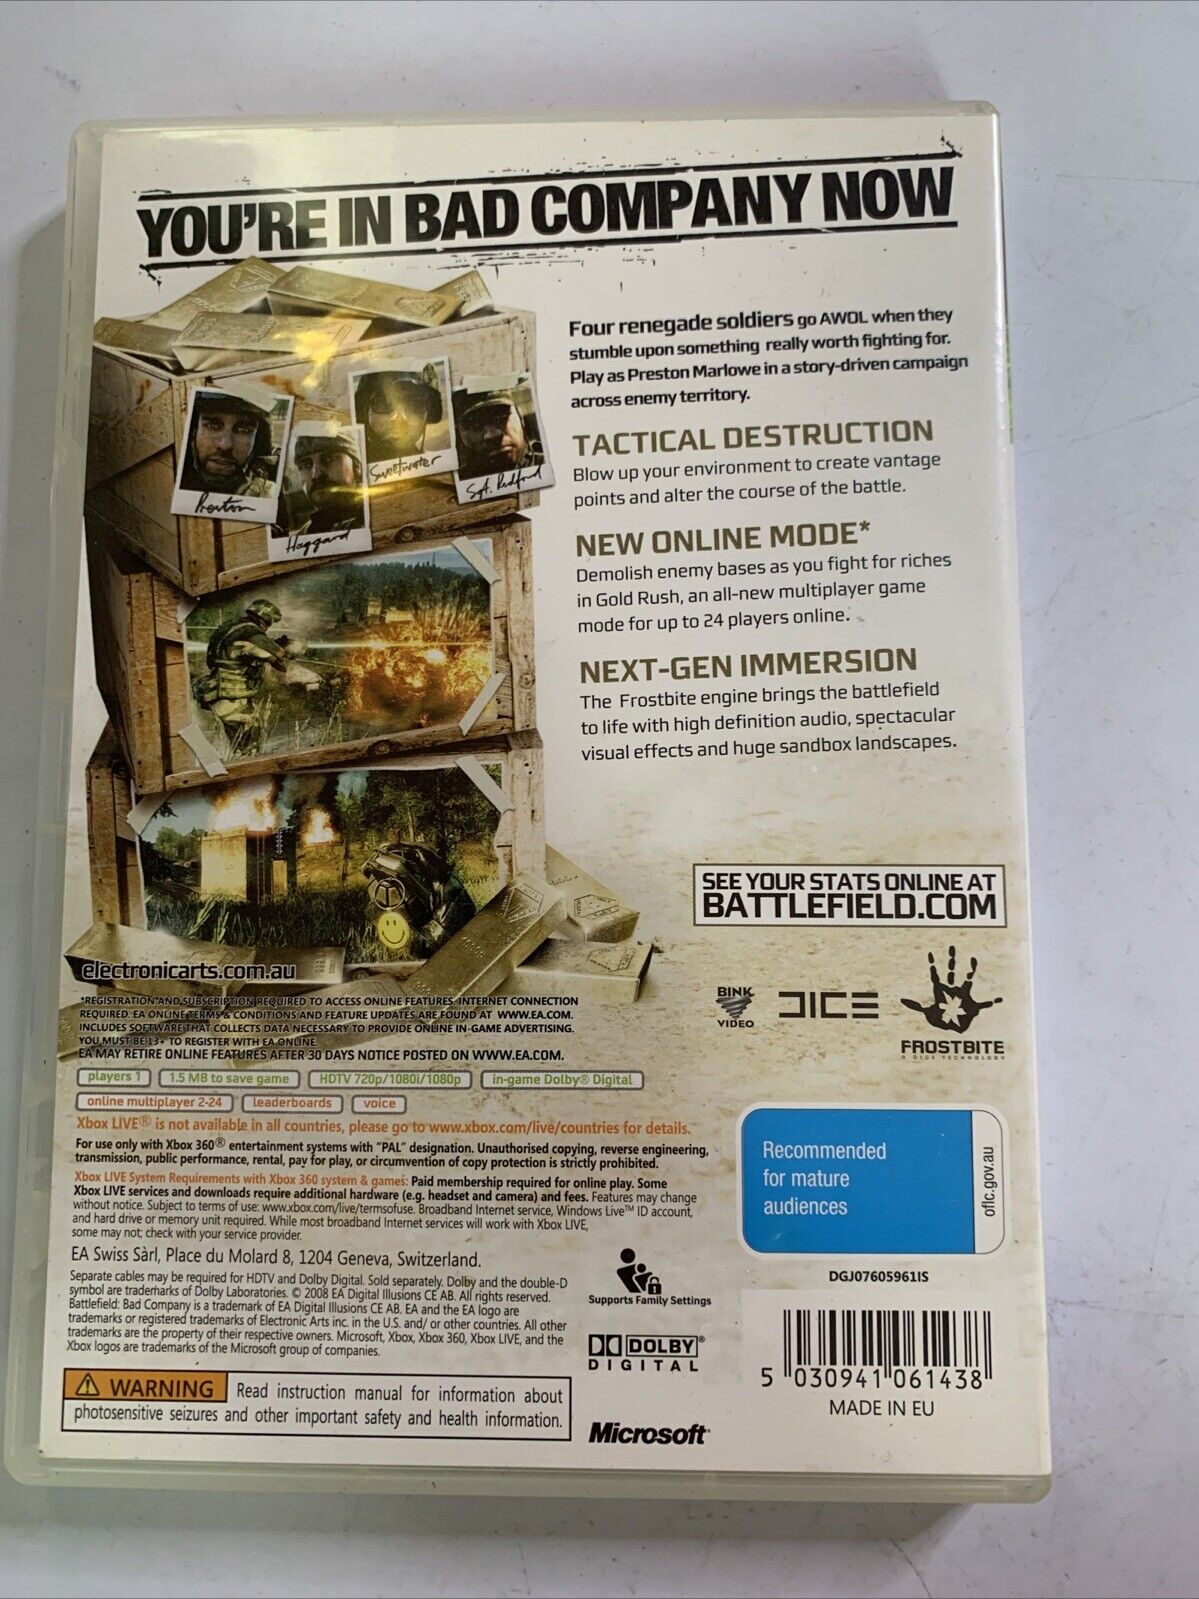 YOU'RE IN BAD COMPANY NOW
Four renegade soldiers go AWOL when they
stumble upon something really worth fighting for.
Play as Preston Marlowe in a story-driven campaign
across enemy territory.
Preston
Haggard
Sweetwater
Sgt. Redford
TACTICAL DESTRUCTION
Blow up your environment to create vantage
points and alter the course of the battle.
NEW ONLINE MODE*
Demolish enemy bases as you fight for riches
in Gold Rush, an all-new multiplayer game
mode for up to 24 players online.
NEXT-GEN IMMERSION
The Frostbite engine brings the battlefield
to life with high definition audio, spectacular
visual effects and huge sandbox landscapes.
SEE YOUR STATS ONLINE AT
BATTLEFIELD.COM
electronicarts.com.au
*REGISTRATION AND SUBSCRIPTION REQUIRED TO ACCESS ONLINE FEATURES. INTERNET CONNECTION
REQUIRED. EA ONLINE TERMS & CONDITIONS AND FEATURE UPDATES ARE FOUND AT WWW.EA.COM.
INCLUDES SOFTWARE THAT COLLECTS DATA NECESSARY TO PROVIDE ONLINE IN-GAME ADVERTISING.
YOU MUST BE 13+ TO REGISTER WITH EA ONLINE.
EA MAY RETIRE ONLINE FEATURES AFTER 30 DAYS NOTICE POSTED ON WWW.EA.COM.
BINK
VIDEO
DICE
FROSTBITE
A DICE TECHNOLOGY
players 1
1.5 MB to save game
HDTV 720p/1080i/1080p
in-game Dolby® Digital
online multiplayer 2-24
leaderboards
voice
Xbox LIVE® is not available in all countries, please go to www.xbox.com/live/countries for details.
For use only with Xbox 360® entertainment systems with "PAL" designation. Unauthorised copying, reverse engineering,
transmission, public performance, rental, pay for play, or circumvention of copy protection is strictly prohibited.
Xbox LIVE System Requirements with Xbox 360 system & games: Paid membership required for online play. Some
Xbox LIVE services and downloads require additional hardware (e.g. headset and camera) and fees. Features may change
without notice. Subject to terms of use: www.xbox.com/live/termsofuse. Broadband Internet service, Windows Live™ ID account,
and hard drive or memory unit required. While most broadband Internet services will work with Xbox LIVE,
some may not; check with your service provider.
EA Swiss Sàrl, Place du Molard 8, 1204 Geneva, Switzerland.
Separate cables may be required for HDTV and Dolby Digital. Sold separately. Dolby and the double-D
symbol are trademarks of Dolby Laboratories. © 2008 EA Digital Illusions CE AB. All rights reserved.
Battlefield: Bad Company is a trademark of EA Digital Illusions CE AB. EA and the EA logo are
trademarks or registered trademarks of Electronic Arts inc. in the U.S. and/ or other countries. All other
trademarks are the property of their respective owners. Microsoft, Xbox, Xbox 360, Xbox LIVE, and the
Xbox logos are trademarks of the Microsoft group of companies.
WARNING Read instruction manual for information about
photosensitive seizures and other important safety and health information.
Supports Family Settings
DOLBY®
DIGITAL
Microsoft
Recommended
for mature
audiences
oflc.gov.au
DGJ07605961IS
5 030941 061438
MADE IN EU